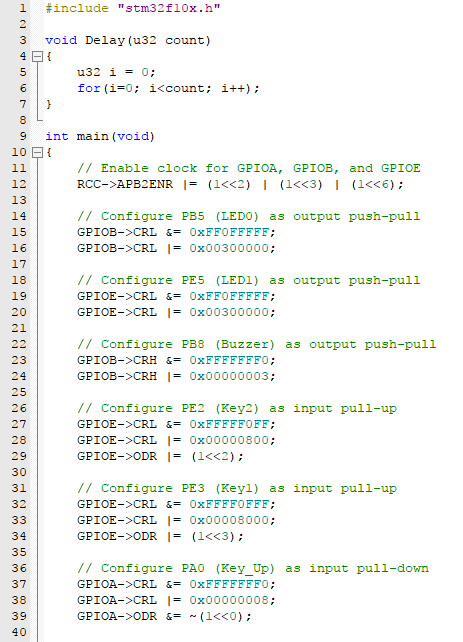 1 #include "stm32f10x.h"
2
3 void Delay(u32 count)
4 {
5 u32 i = 0;
6 for(i=0; i<count; i++);
7 }
8
9 int main(void)
10 {
11 // Enable clock for GPIOA, GPIOB, and GPIOE
12 RCC->APB2ENR |= (1<<2) | (1<<3) | (1<<6);
13
14 // Configure PB5 (LED0) as output push-pull
15 GPIOB->CRL &= 0xFF0FFFFF;
16 GPIOB->CRL |= 0x00300000;
17
18 // Configure PE5 (LED1) as output push-pull
19 GPIOE->CRL &= 0xFF0FFFFF;
20 GPIOE->CRL |= 0x00300000;
21
22 // Configure PB8 (Buzzer) as output push-pull
23 GPIOB->CRH &= 0xFFFFFFF0;
24 GPIOB->CRH |= 0x00000003;
25
26 // Configure PE2 (Key2) as input pull-up
27 GPIOE->CRL &= 0xFFFFF0FF;
28 GPIOE->CRL |= 0x00000800;
29 GPIOE->ODR |= (1<<2);
30
31 // Configure PE3 (Key1) as input pull-up
32 GPIOE->CRL &= 0xFFFF0FFF;
33 GPIOE->CRL |= 0x00008000;
34 GPIOE->ODR |= (1<<3);
35
36 // Configure PA0 (Key_Up) as input pull-down
37 GPIOA->CRL &= 0xFFFFFFF0;
38 GPIOA->CRL |= 0x00000008;
39 GPIOA->ODR &= ~(1<<0);
40